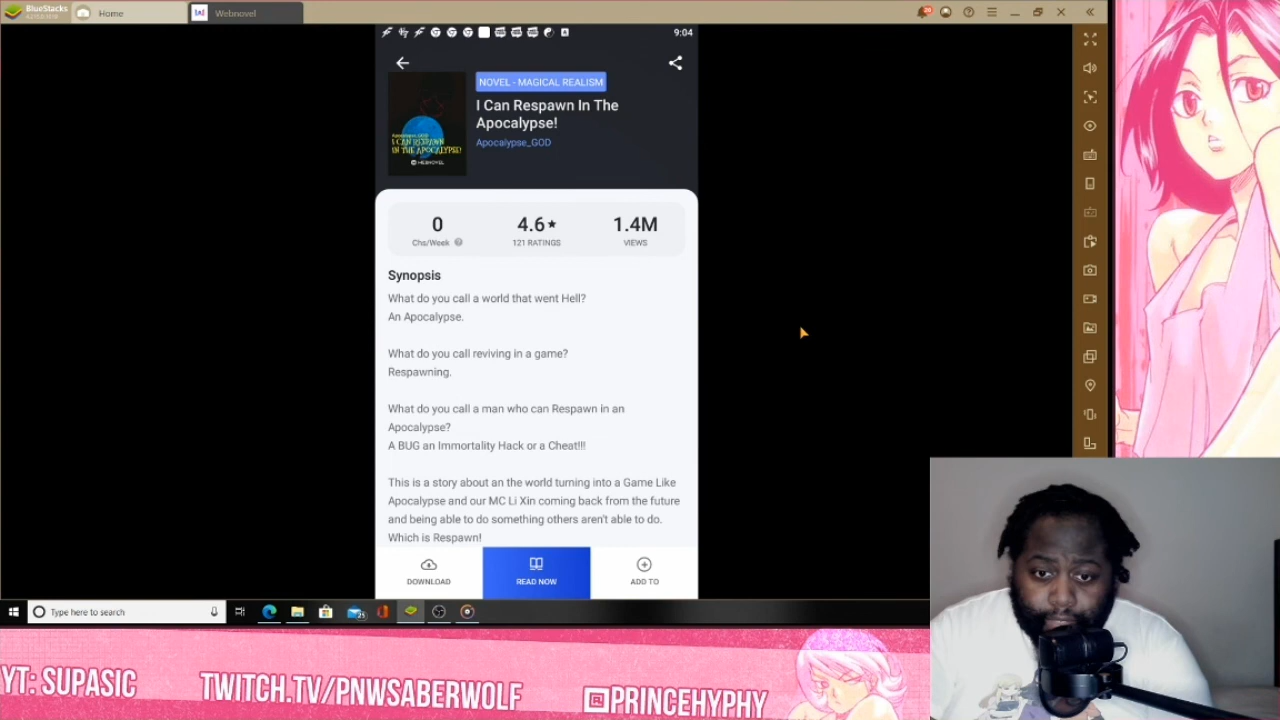 BlueStacks
Home
Webnovel
9:04
NOVEL - MAGICAL REALISM
I Can Respawn In The
Apocalypse!
Apocalypse_GOD
Apocalypse_GOD
I CAN RESPAWN
IN THE APOCALYPSE!
WEBNOVEL
0
4.6★
1.4M
Chs/Week
121 RATINGS
VIEWS
Synopsis
What do you call a world that went Hell?
An Apocalypse.
What do you call reviving in a game?
Respawning.
What do you call a man who can Respawn in an
Apocalypse?
A BUG an Immortality Hack or a Cheat!!!
This is a story about an the world turning into a Game Like
Apocalypse and our MC Li Xin coming back from the future
and being able to do something others aren't able to do.
Which is Respawn!
DOWNLOAD
READ NOW
ADD TO
Type here to search
YT: SUPASIC
TWITCH.TV/PNWSABERWOLF
@PRINCEHYPHY